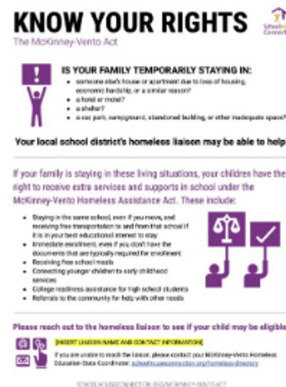 KNOW YOUR RIGHTS
The McKinney-Vento Act
IS YOUR FAMILY TEMPORARILY STAYING IN:
• someone else's house or apartment due to loss of housing,
economic hardship, or a similar reason?
• a hotel or motel?
• a shelter?
• a car, park, campground, abandoned building, or other inadequate space?
Your local school district's homeless liaison may be able to help
If your family is staying in these living situations, your children have the
right to receive extra services and supports in school under the
McKinney-Vento Homeless Assistance Act. These include:
• Staying in the same school, even if you move, and
receiving free transportation to and from that school if
it is in your best educational interest to stay
• Immediate enrollment, even if you don't have the
documents that are typically required for enrollment
• Receiving free school meals
• Connecting younger children to early childhood
services
• College readiness assistance for high school students
• Referrals to the community for help with other needs
Please reach out to the homeless liaison to see if your child may be eligible
[INSERT LIAISON NAME AND CONTACT INFORMATION]
If you are unable to reach the liaison, please contact your McKinney-Vento Homeless
Education State Coordinator: schoolhouseconnection.org/homeless-directory
SCHOOLHOUSECONNECTION.ORG/MCKINNEY-VENTO-ACT